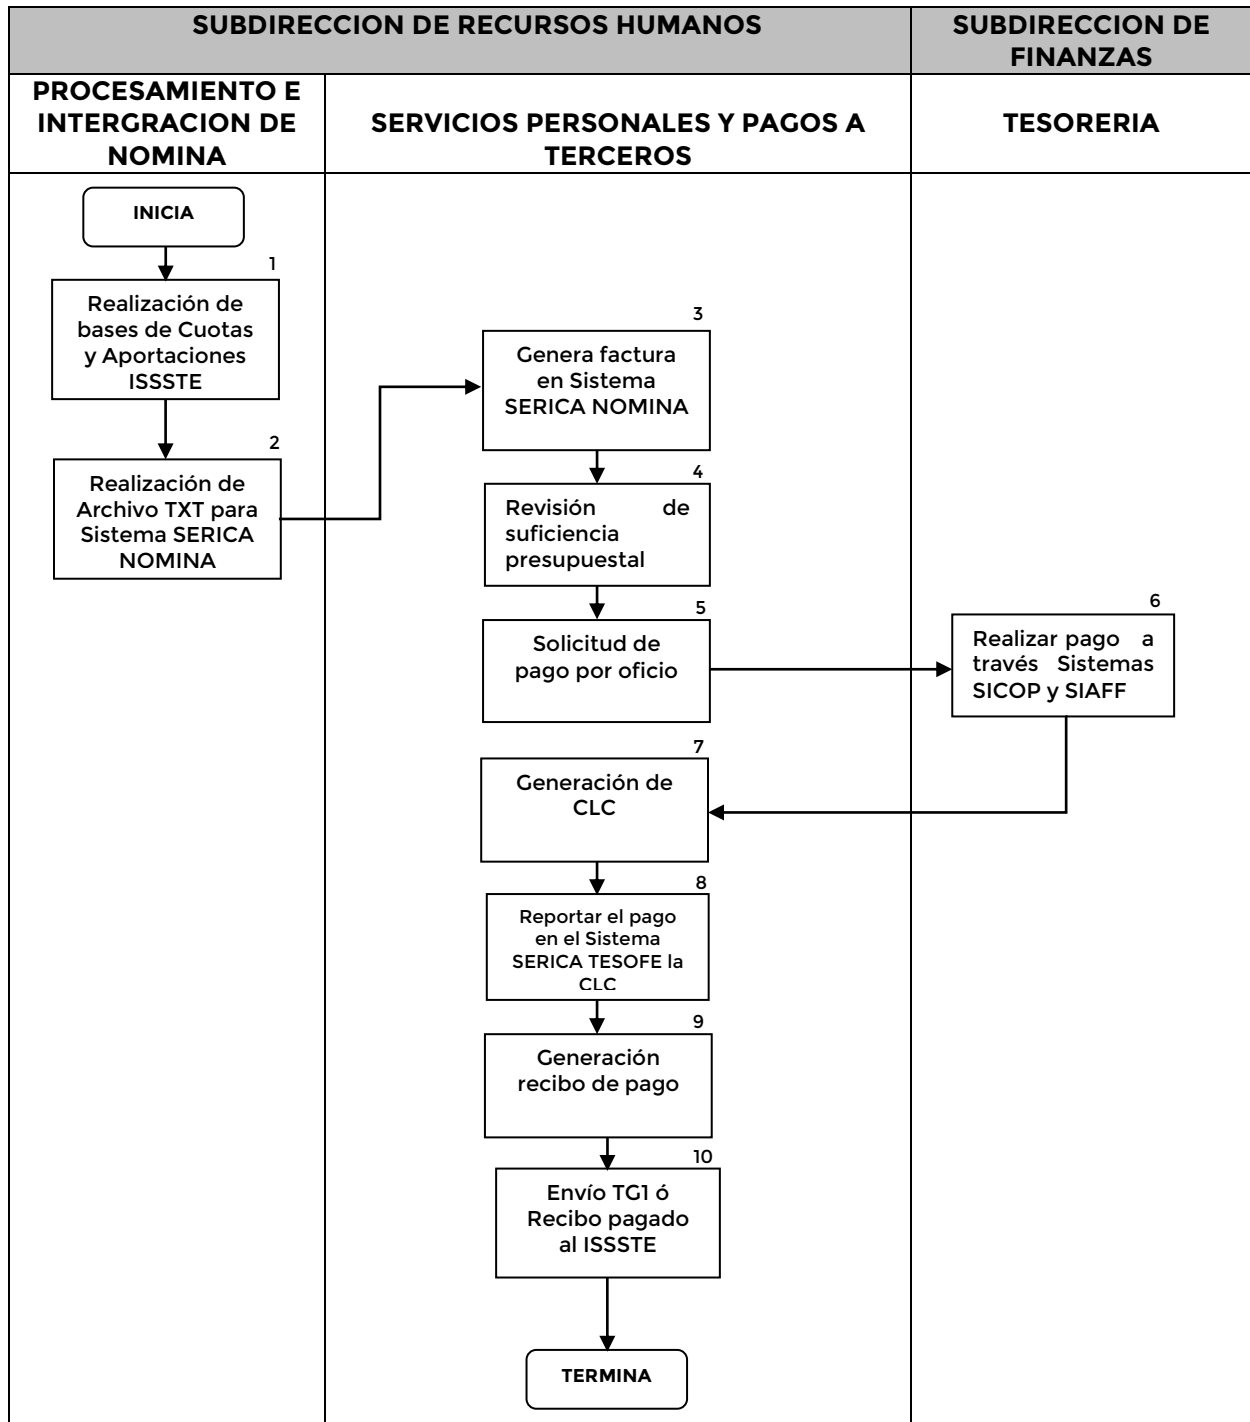 SUBDIRECCION DE RECURSOS HUMANOS
SUBDIRECCION DE
FINANZAS
PROCESAMIENTO E
INTERGRACION DE
NOMINA
SERVICIOS PERSONALES Y PAGOS A
TERCEROS
TESORERIA
INICIA
1
Realización de
bases de Cuotas
y Aportaciones
ISSSTE
2
Realización de
Archivo TXT para
Sistema SERICA
NOMINA
3
Genera factura
en Sistema
SERICA NOMINA
4
Revisión de
suficiencia
presupuestal
5
Solicitud de
pago por oficio
6
Realizar pago a
través Sistemas
SICOP y SIAFF
7
Generación de
CLC
8
Reportar el pago
en el Sistema
SERICA TESOFE la
CLC
9
Generación
recibo de pago
10
Envío TG1 ó
Recibo pagado
al ISSSTE
TERMINA